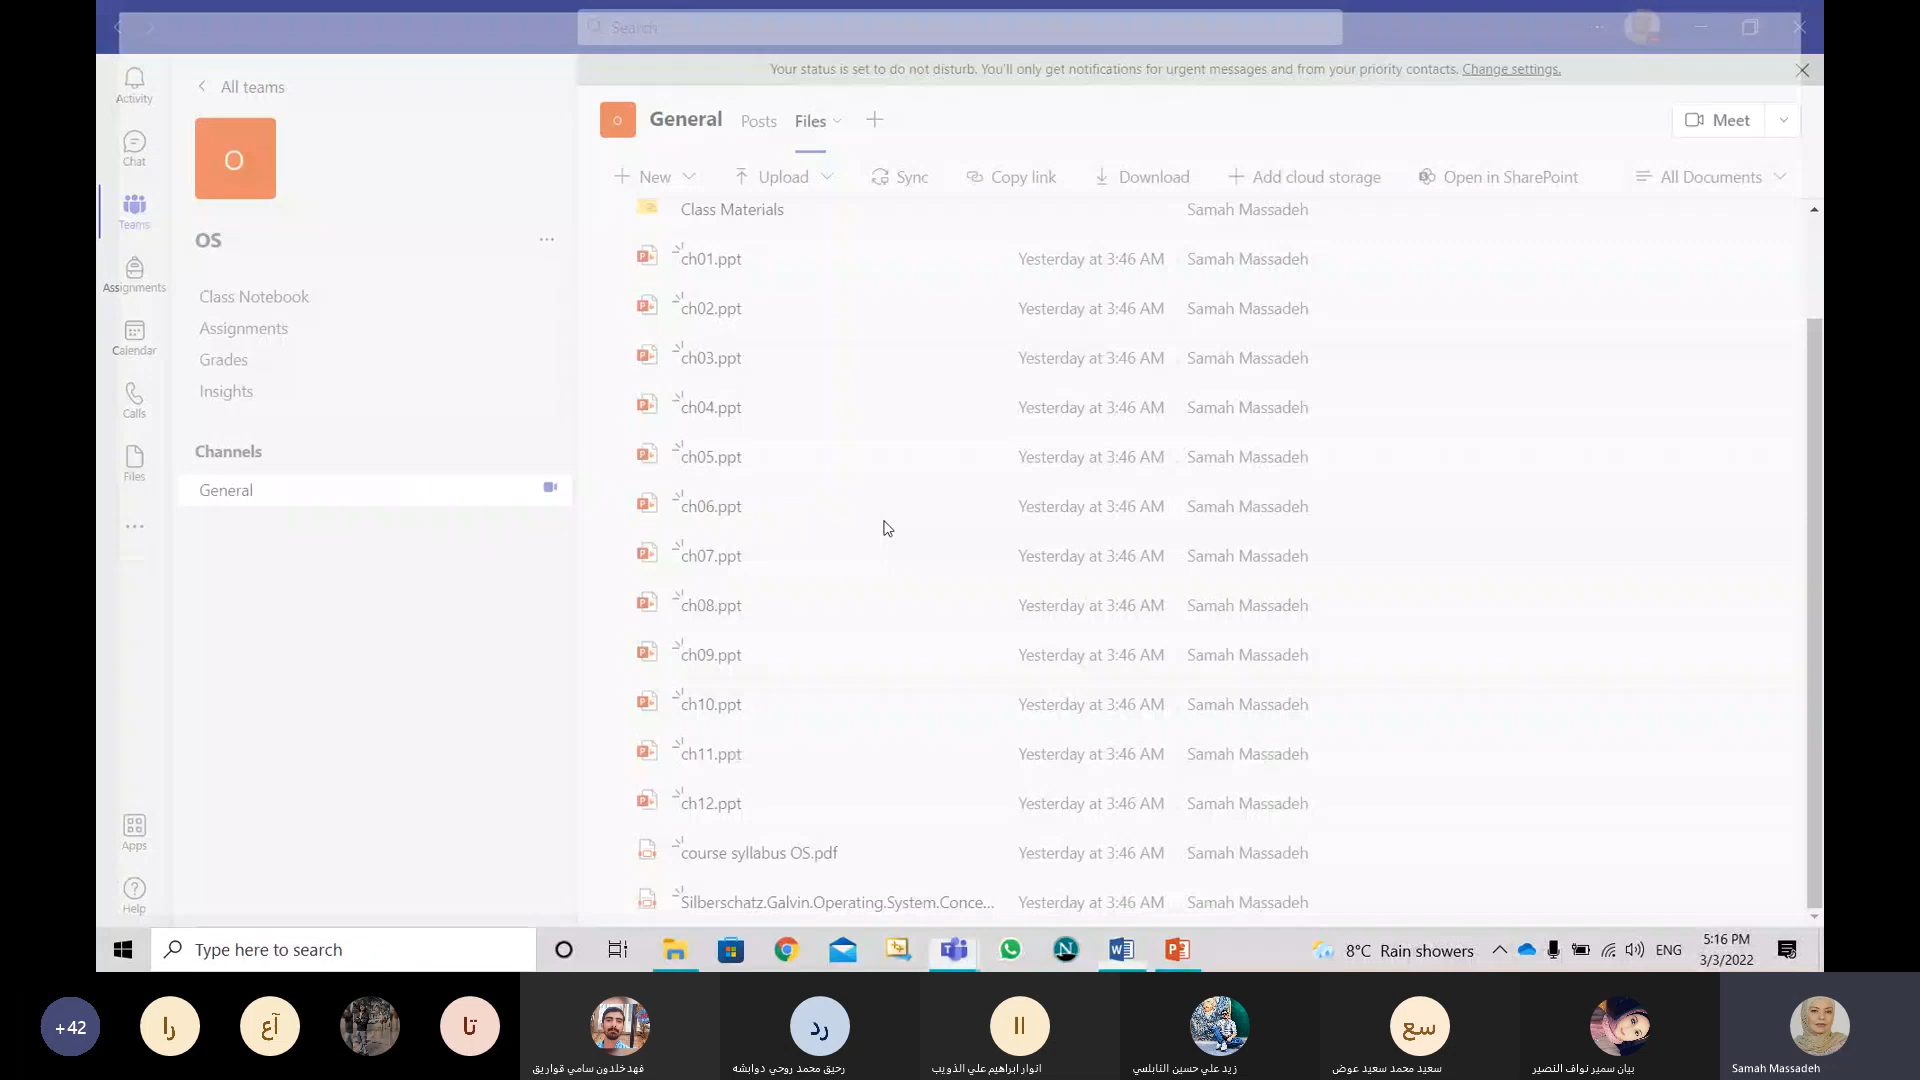 Search
Your status is set to do not disturb. You'll only get notifications for urgent messages and from your priority contacts. Change settings.
Activity
Chat
Teams
Assignments
Calendar
Calls
Files
Apps
Help
All teams
O
OS
Class Notebook
Assignments
Grades
Insights
Channels
General
O General Posts Files
Meet
New Upload Sync Copy link Download Add cloud storage Open in SharePoint All Documents
Class Materials Samah Massadeh
ch01.ppt Yesterday at 3:46 AM Samah Massadeh
ch02.ppt Yesterday at 3:46 AM Samah Massadeh
ch03.ppt Yesterday at 3:46 AM Samah Massadeh
ch04.ppt Yesterday at 3:46 AM Samah Massadeh
ch05.ppt Yesterday at 3:46 AM Samah Massadeh
ch06.ppt Yesterday at 3:46 AM Samah Massadeh
ch07.ppt Yesterday at 3:46 AM Samah Massadeh
ch08.ppt Yesterday at 3:46 AM Samah Massadeh
ch09.ppt Yesterday at 3:46 AM Samah Massadeh
ch10.ppt Yesterday at 3:46 AM Samah Massadeh
ch11.ppt Yesterday at 3:46 AM Samah Massadeh
ch12.ppt Yesterday at 3:46 AM Samah Massadeh
course syllabus OS.pdf Yesterday at 3:46 AM Samah Massadeh
Silberschatz.Galvin.Operating.System.Conce... Yesterday at 3:46 AM Samah Massadeh
Type here to search
8°C Rain showers
ENG
5:16 PM
3/3/2022
+42
را
آع
تا
رد
اا
سع
فهد خلدون سامي قواريق
رحيق محمد روحي دوابشه
انوار ابراهيم علي الذويب
زيد علي حسين النابلسي
سعيد محمد سعيد عوض
بيان سمير نواف النصير
Samah Massadeh